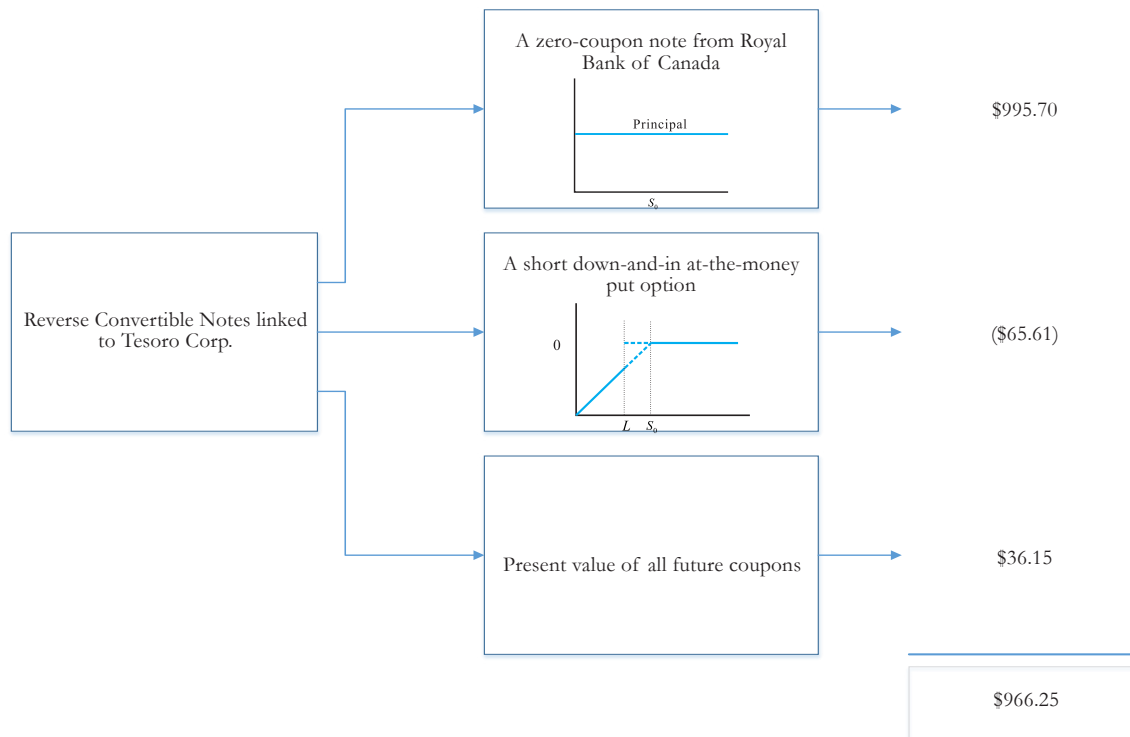 A zero-coupon note from Royal
Bank of Canada
Principal
S₀
$995.70
Reverse Convertible Notes linked
to Tesoro Corp.
A short down-and-in at-the-money
put option
0
L S₀
($65.61)
Present value of all future coupons
$36.15
$966.25